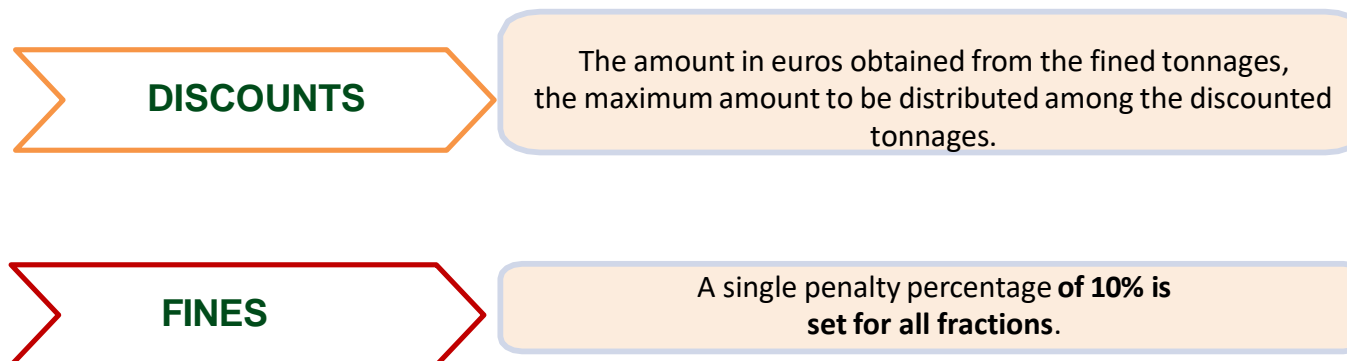 DISCOUNTS
The amount in euros obtained from the fined tonnages,
the maximum amount to be distributed among the discounted
tonnages.
FINES
A single penalty percentage of 10% is
set for all fractions.